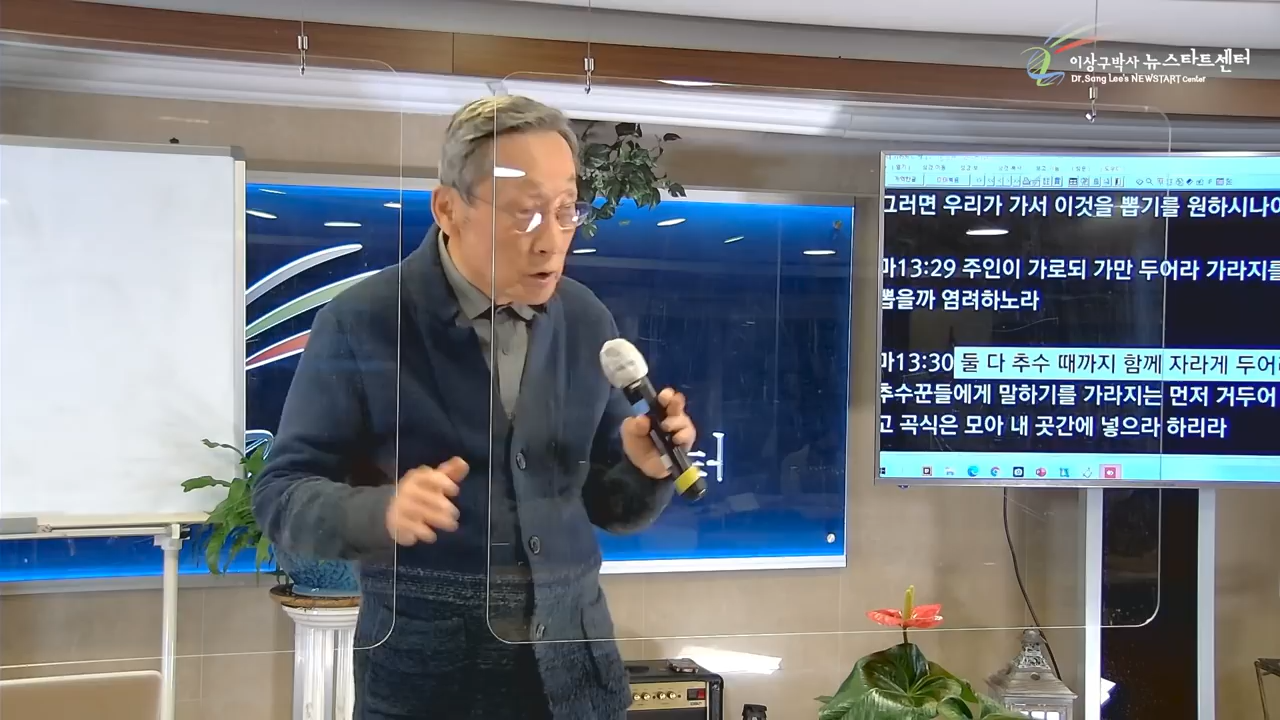 이상구박사 뉴스타트센터
Dr. Sang Lee's NEWSTART Center
그러면 우리가 가서 이것을 뽑기를 원하시나이
마13:29 주인이 가로되 가만 두어라 가라지를
뽑을까 염려하노라
마13:30 둘 다 추수 때까지 함께 자라게 두어라
추수꾼들에게 말하기를 가라지는 먼저 거두어
고 곡식은 모아 내 곳간에 넣으라 하리라